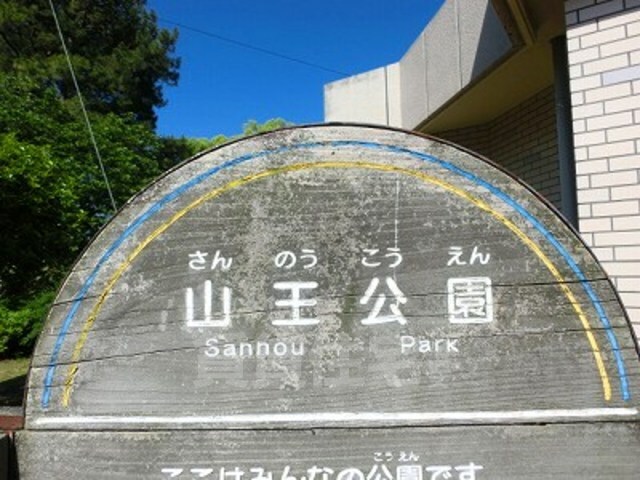 さん のう こう えん
山王公園
Sannou Park
こうえん
ここはみんなの公園です